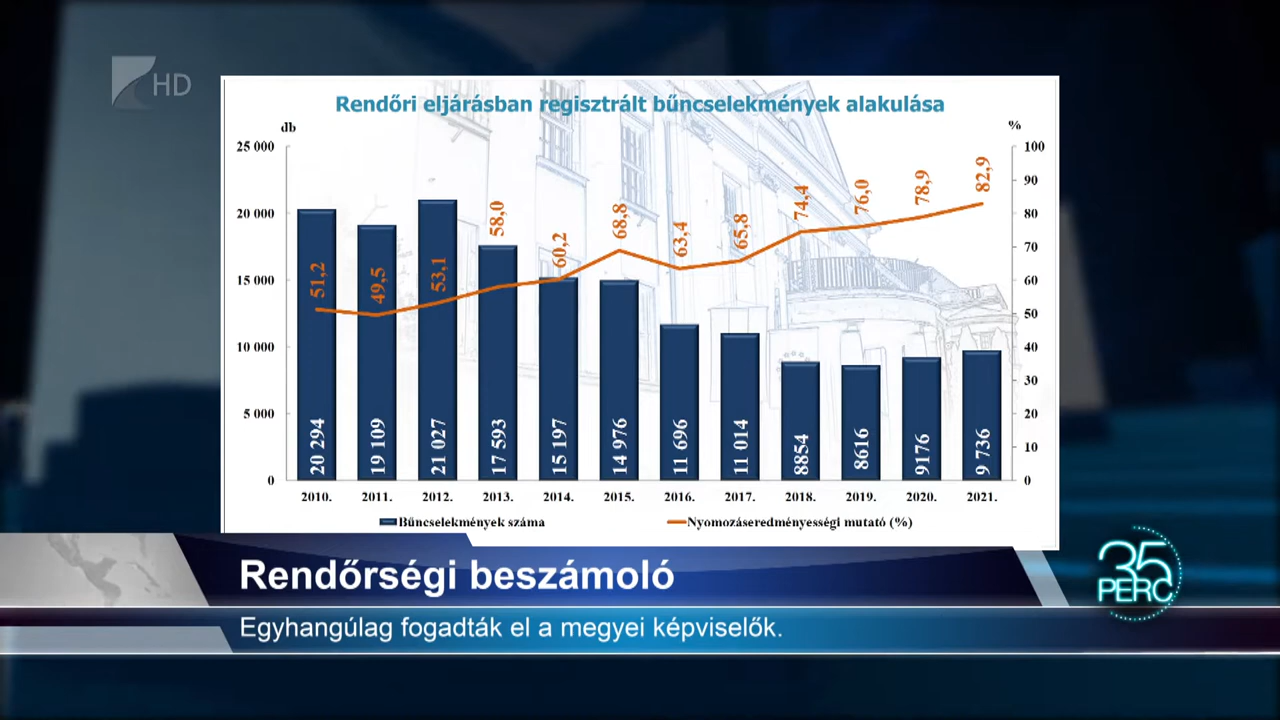 HD
Rendőri eljárásban regisztrált bűncselekmények alakulása
db %
25 000 100
90
20 000 80
70
15 000 60
50
10 000 40
30
5 000 20
10
0 0
51,2 49,5 53,1 58,0 60,2 68,8 63,4 65,8 74,4 76,0 78,9 82,9
20 294 19 109 21 027 17 593 15 197 14 976 11 696 11 014 8854 8616 9176 9 736
2010. 2011. 2012. 2013. 2014. 2015. 2016. 2017. 2018. 2019. 2020. 2021.
Bűncselekmények száma Nyomozáseredményességi mutató (%)
Rendőrségi beszámoló
Egyhangúlag fogadták el a megyei képviselők.
35
PERC